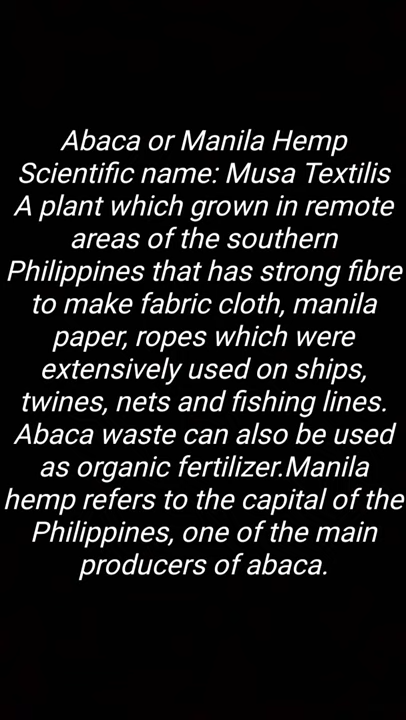 Abaca or Manila Hemp
Scientific name: Musa Textilis
A plant which grown in remote
areas of the southern
Philippines that has strong fibre
to make fabric cloth, manila
paper, ropes which were
extensively used on ships,
twines, nets and fishing lines.
Abaca waste can also be used
as organic fertilizer.Manila
hemp refers to the capital of the
Philippines, one of the main
producers of abaca.